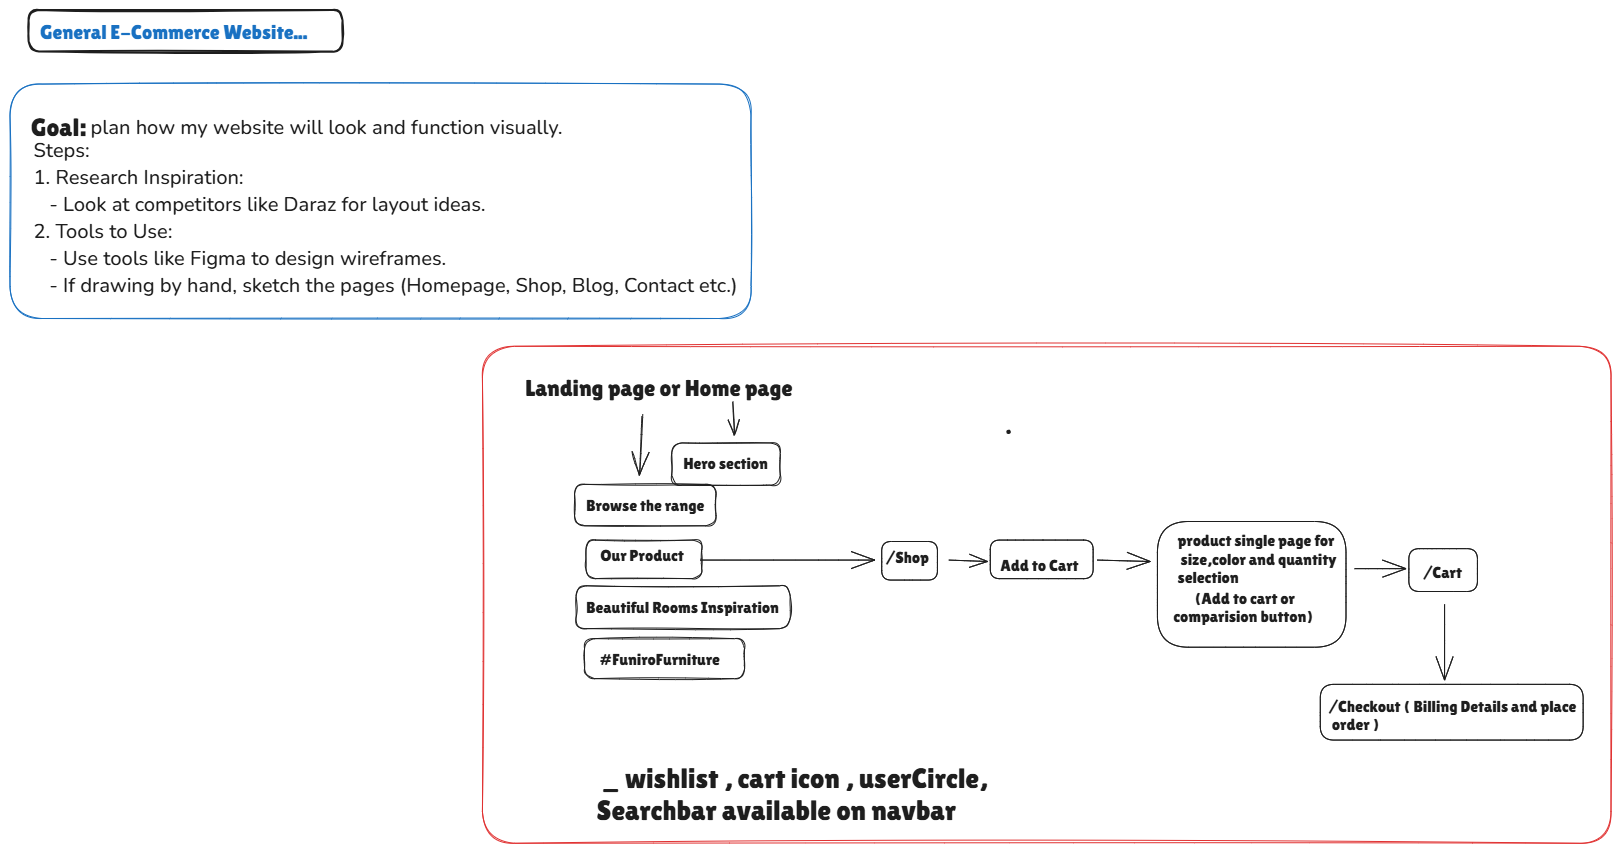 General E-Commerce Website...
Goal: plan how my website will look and function visually.
Steps:
1. Research Inspiration:
- Look at competitors like Daraz for layout ideas.
2. Tools to Use:
- Use tools like Figma to design wireframes.
- If drawing by hand, sketch the pages (Homepage, Shop, Blog, Contact etc.)
Landing page or Home page
Hero section
Browse the range
Our Product
/Shop
Add to Cart
product single page for
size,color and quantity
selection
(Add to cart or
comparision button)
/Cart
Beautiful Rooms Inspiration
#FuniroFurniture
/Checkout ( Billing Details and place
order )
_ wishlist , cart icon , userCircle,
Searchbar available on navbar